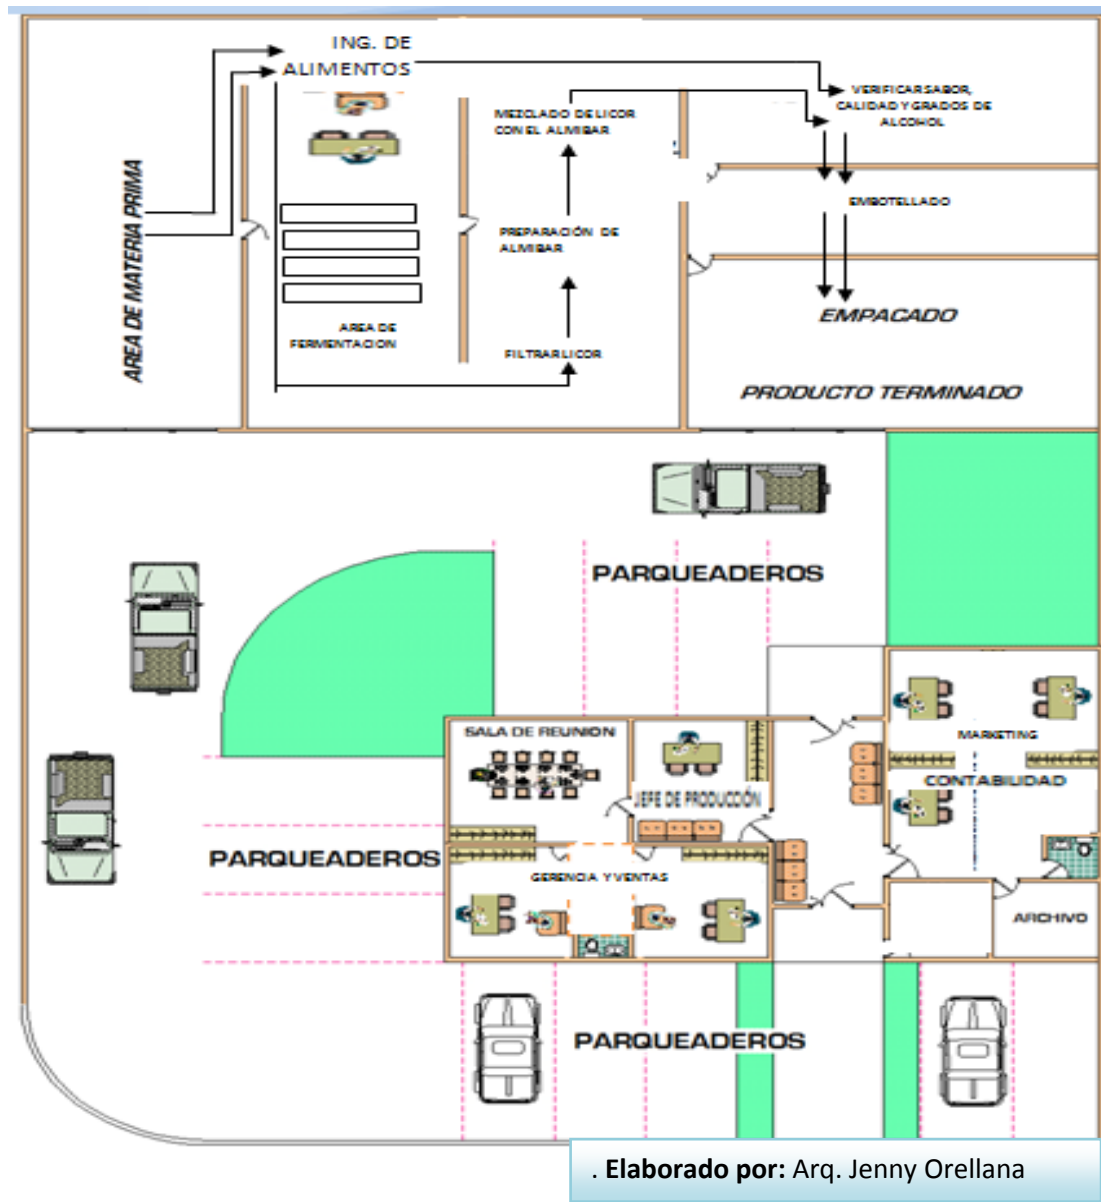 ING. DE
ALIMENTOS
VERIFICAR SABOR,
CALIDAD Y GRADOS DE
ALCOHOL
MEZCLADO DE LICOR
CON EL ALMIBAR
AREA DE MATERIA PRIMA
EMBOTELLADO
PREPARACIÓN DE
ALMIBAR
EMPACADO
AREA DE
FERMENTACION
FILTRAR LICOR
PRODUCTO TERMINADO
PARQUEADEROS
SALA DE REUNION
MARKETING
CONTABILIDAD
JEFE DE PRODUCCIÓN
PARQUEADEROS
GERENCIA Y VENTAS
ARCHIVO
PARQUEADEROS
. Elaborado por: Arq. Jenny Orellana